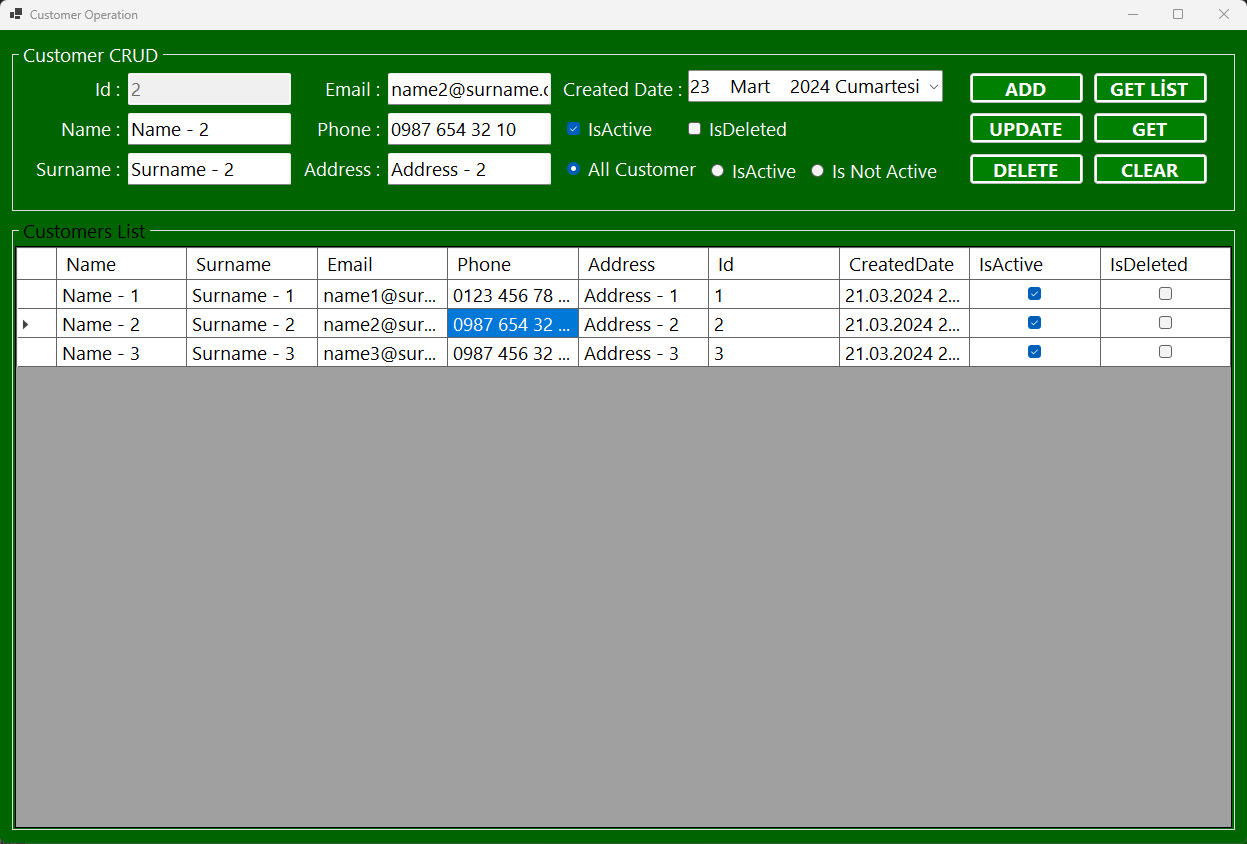 Customer Operation
Customer CRUD
Id : 2 Email : name2@surname.c Created Date : 23 Mart 2024 Cumartesi ADD GET LİST
Name : Name - 2 Phone : 0987 654 32 10 IsActive IsDeleted UPDATE GET
Surname : Surname - 2 Address : Address - 2 All Customer IsActive Is Not Active DELETE CLEAR
Customers List
Name Surname Email Phone Address Id CreatedDate IsActive IsDeleted
Name - 1 Surname - 1 name1@sur... 0123 456 78 ... Address - 1 1 21.03.2024 2...
Name - 2 Surname - 2 name2@sur... 0987 654 32 ... Address - 2 2 21.03.2024 2...
Name - 3 Surname - 3 name3@sur... 0987 456 32 ... Address - 3 3 21.03.2024 2...